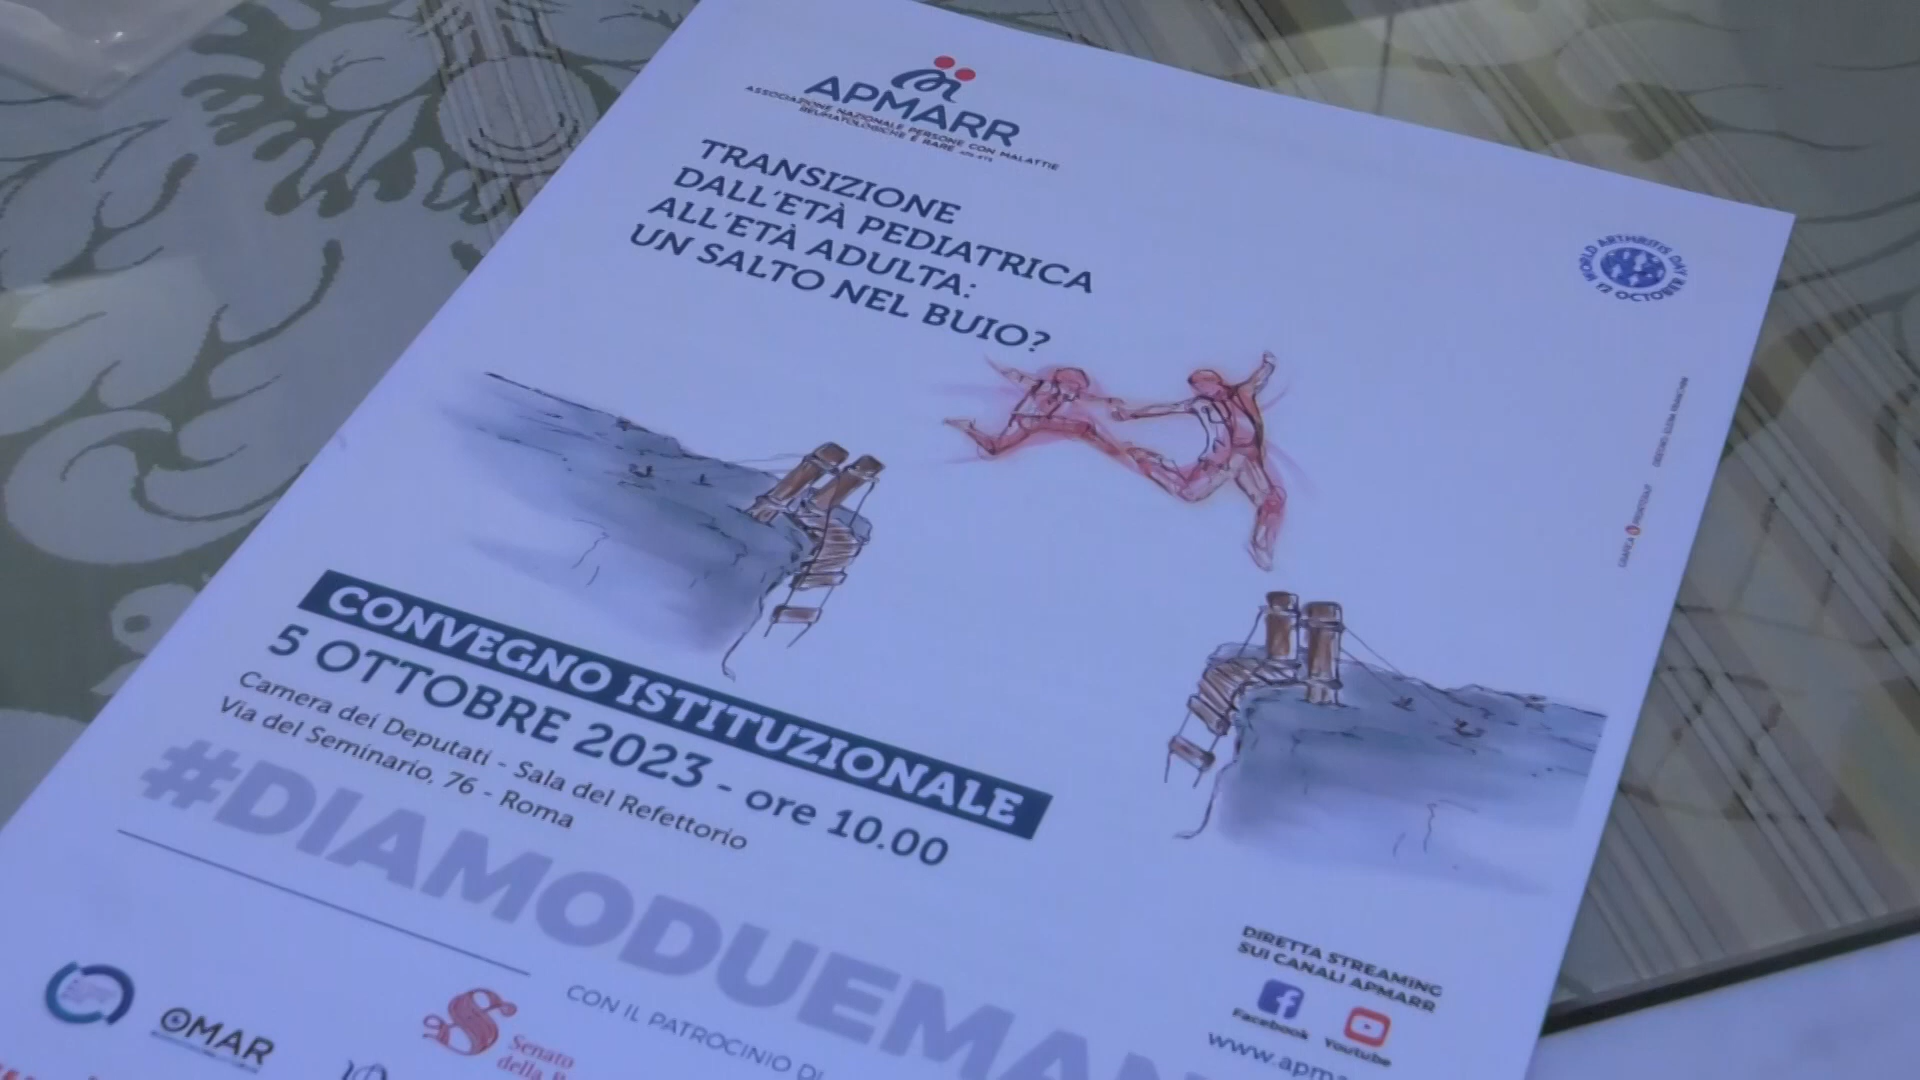 APMARR
ASSOCIAZIONE NAZIONALE PERSONE CON MALATTIE
REUMATOLOGICHE E RARE APS-ETS
TRANSIZIONE
DALL'ETÀ PEDIATRICA
ALL'ETÀ ADULTA:
UN SALTO NEL BUIO?
WORLD ARTHRITIS DAY
12 OCTOBER
CONVEGNO ISTITUZIONALE
5 OTTOBRE 2023 - ore 10.00
Camera dei Deputati - Sala del Refettorio
Via del Seminario, 76 - Roma
#DIAMODUEMAN
DIRETTA STREAMING
SUI CANALI APMARR
Facebook
Youtube
www.apma
CON IL PATROCINIO DI
OMAR
Senato
della